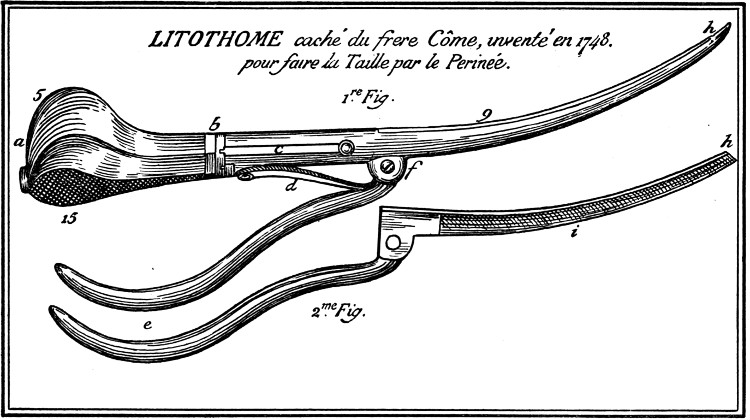 LITOTHOME caché du frere Côme, inventé en 1748.
pour faire la Taille par le Perinée.
1.re Fig.
h
5
g
b
a
c
h
f
d
15
i
e
2.me Fig.